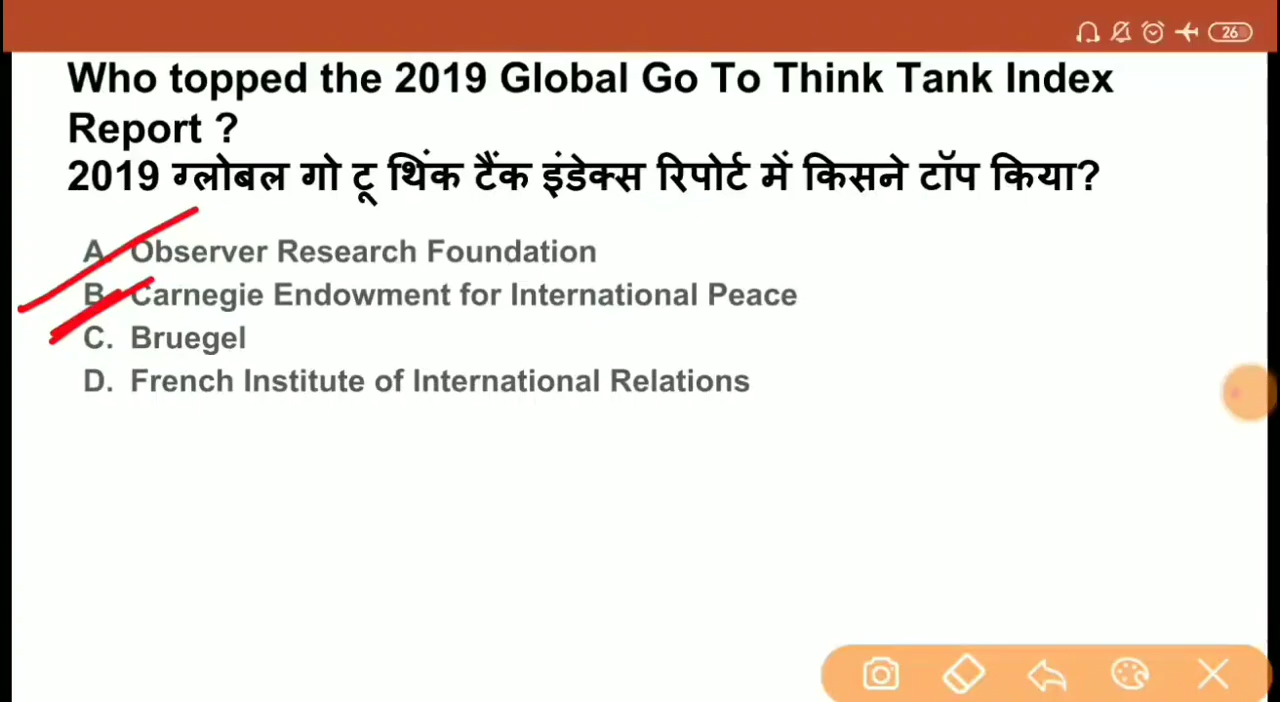 26
Who topped the 2019 Global Go To Think Tank Index
Report ?
2019 ग्लोबल गो टू थिंक टैंक इंडेक्स रिपोर्ट में किसने टॉप किया?
A. Observer Research Foundation
B. Carnegie Endowment for International Peace
C. Bruegel
D. French Institute of International Relations